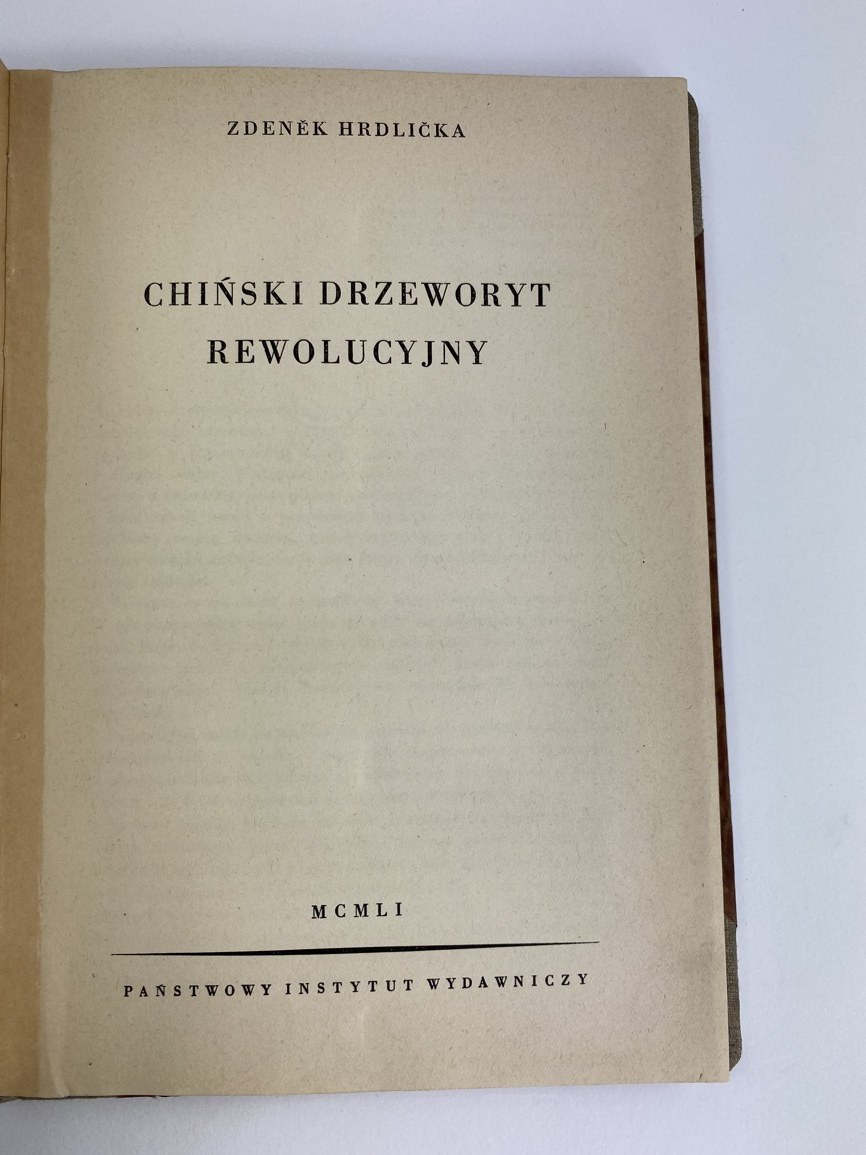 ZDENĚK HRDLIČKA
CHIŃSKI DRZEWORYT
REWOLUCYJNY
MCMLI
PAŃSTWOWY INSTYTUT WYDAWNICZY